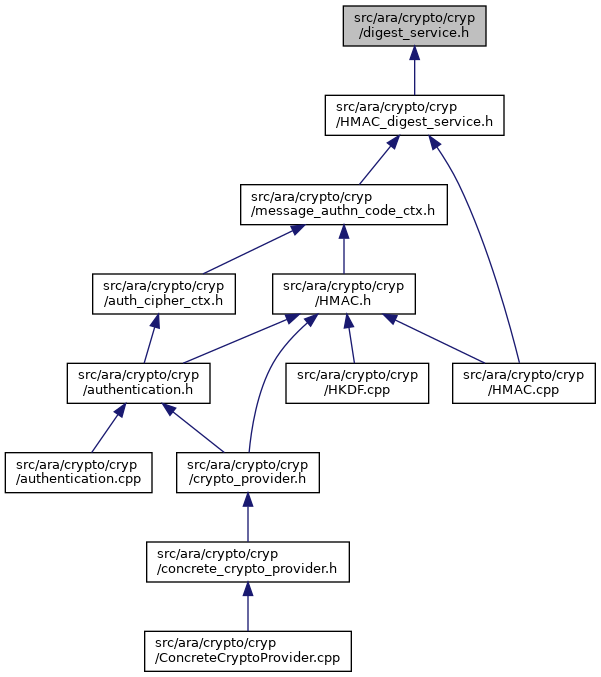 src/ara/crypto/cryp
/digest_service.h
src/ara/crypto/cryp
/HMAC_digest_service.h
src/ara/crypto/cryp
/message_authn_code_ctx.h
src/ara/crypto/cryp
/auth_cipher_ctx.h
src/ara/crypto/cryp
/HMAC.h
src/ara/crypto/cryp
/authentication.h
src/ara/crypto/cryp
/HKDF.cpp
src/ara/crypto/cryp
/HMAC.cpp
src/ara/crypto/cryp
/authentication.cpp
src/ara/crypto/cryp
/crypto_provider.h
src/ara/crypto/cryp
/concrete_crypto_provider.h
src/ara/crypto/cryp
/ConcreteCryptoProvider.cpp